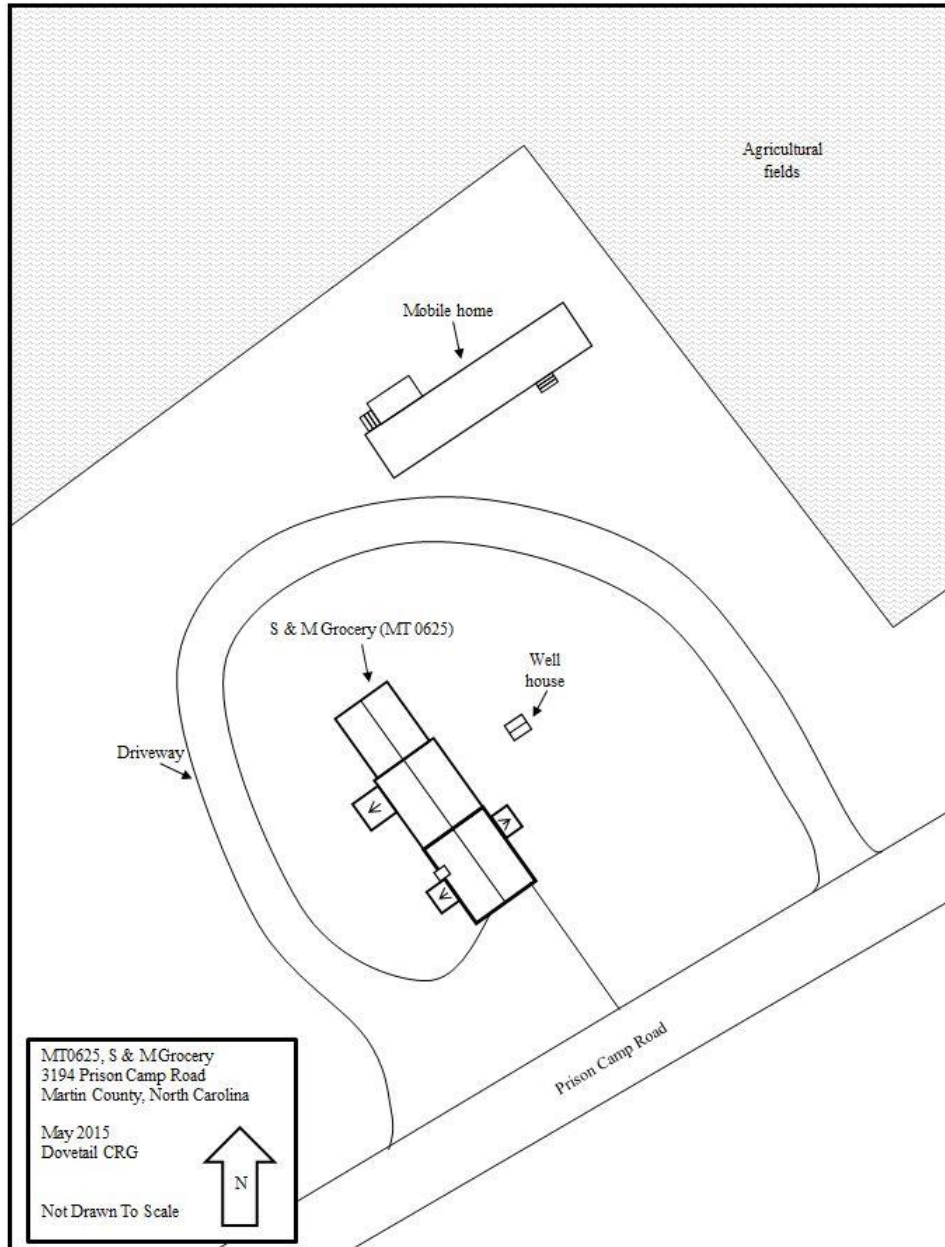 Agricultural
fields
Mobile home
S & M Grocery (MT 0625)
Well
house
Driveway
Prison Camp Road
MT0625, S & M Grocery
3194 Prison Camp Road
Martin County, North Carolina
May 2015
Dovetail CRG
N
Not Drawn To Scale